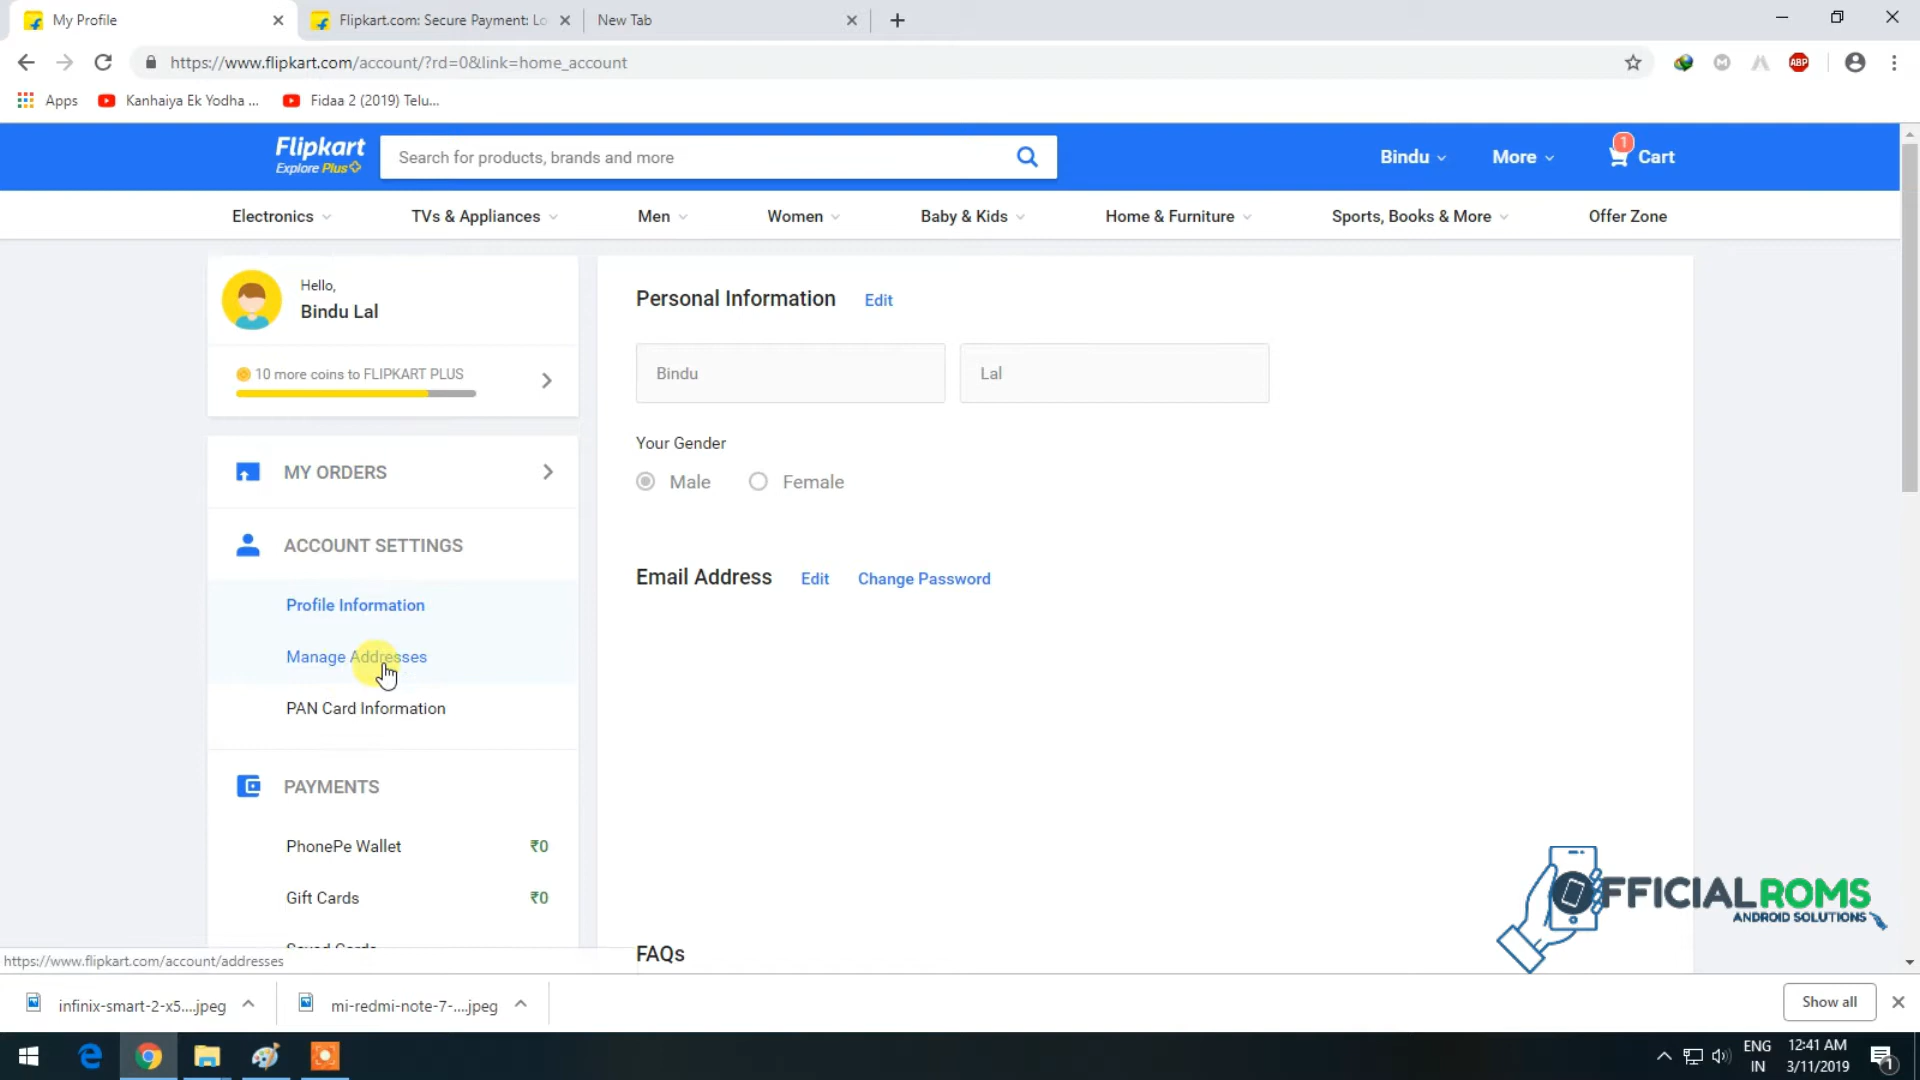 My Profile
Flipkart.com: Secure Payment: Lo
New Tab
https://www.flipkart.com/account/?rd=0&link=home_account
ABP
Apps
Kanhaiya Ek Yodha ...
Fidaa 2 (2019) Telu...
Flipkart
Explore Plus
Search for products, brands and more
Bindu
More
1
Cart
Electronics
TVs & Appliances
Men
Women
Baby & Kids
Home & Furniture
Sports, Books & More
Offer Zone
Hello,
Bindu Lal
10 more coins to FLIPKART PLUS
MY ORDERS
ACCOUNT SETTINGS
Profile Information
Manage Addresses
PAN Card Information
PAYMENTS
PhonePe Wallet ₹0
Gift Cards ₹0
Saved Cards
Personal Information Edit
Bindu
Lal
Your Gender
Male
Female
Email Address Edit Change Password
FAQs
OFFICIALROMS
ANDROID SOLUTIONS
https://www.flipkart.com/account/addresses
infinix-smart-2-x5....jpeg
mi-redmi-note-7-....jpeg
Show all
ENG
IN
12:41 AM
3/11/2019
1